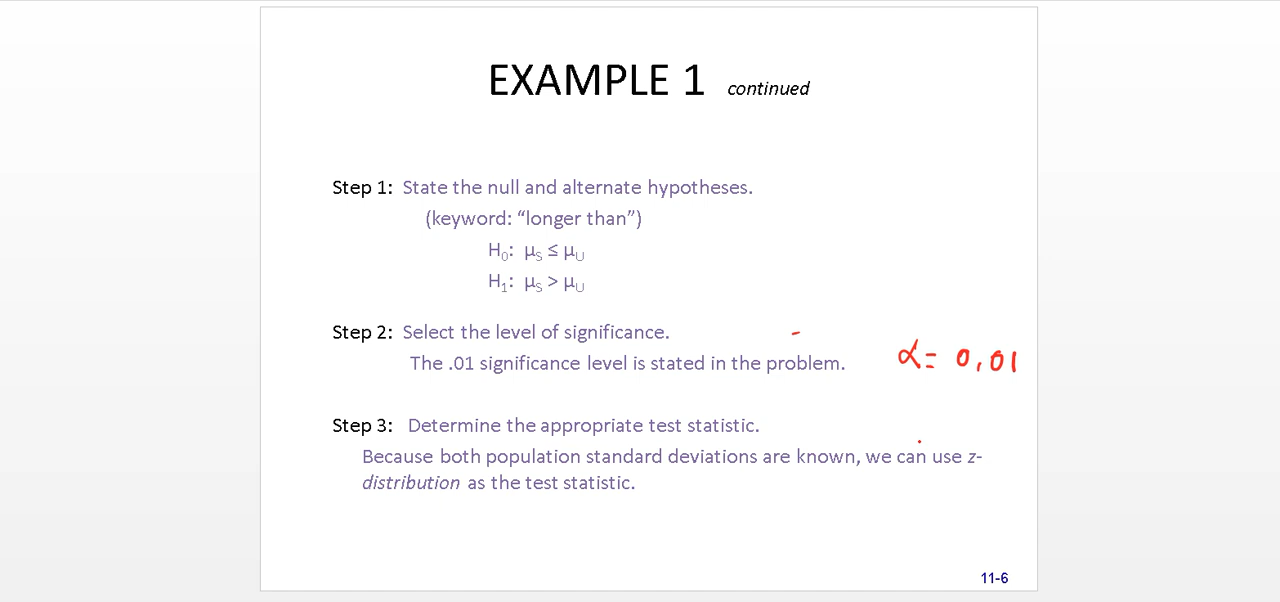 EXAMPLE 1 continued
Step 1: State the null and alternate hypotheses.
(keyword: “longer than”)
H₀: µS ≤ µU
H₁: µS > µU
Step 2: Select the level of significance.
The .01 significance level is stated in the problem.
α = 0,01
Step 3: Determine the appropriate test statistic.
Because both population standard deviations are known, we can use z-
distribution as the test statistic.
11-6